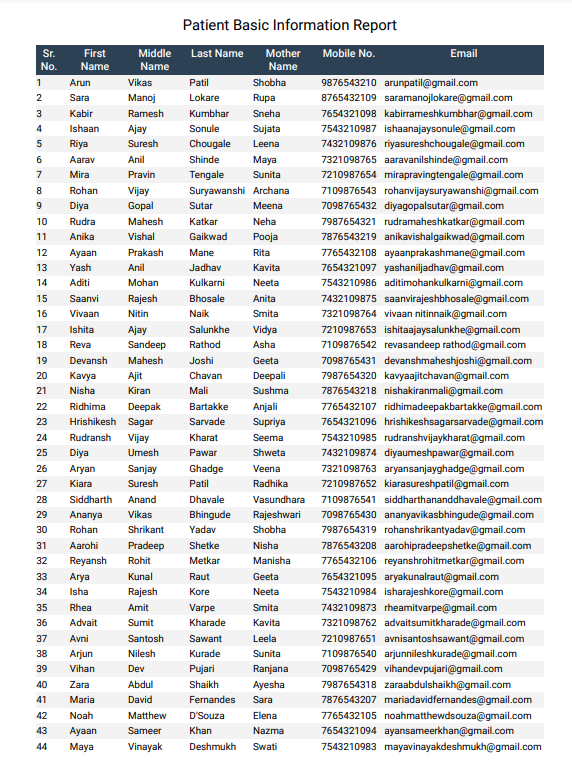 Patient Basic Information Report
Sr. No. First Name Middle Name Last Name Mother Name Mobile No. Email
1 Arun Vikas Patil Shobha 9876543210 arunpatil@gmail.com
2 Sara Manoj Lokare Rupa 8765432109 saramanojlokare@gmail.com
3 Kabir Ramesh Kumbhar Sneha 7654321098 kabirrameshkumbhar@gmail.com
4 Ishaan Ajay Sonule Sujata 7543210987 ishaanajaysonule@gmail.com
5 Riya Suresh Chougale Leena 7432109876 riyasureshchougale@gmail.com
6 Aarav Anil Shinde Maya 7321098765 aaravanilshinde@gmail.com
7 Mira Pravin Tengale Sunita 7210987654 mirapravingtengale@gmail.com
8 Rohan Vijay Suryawanshi Archana 7109876543 rohanvijaysuryawanshi@gmail.com
9 Diya Gopal Sutar Meena 7098765432 diyagopalsutar@gmail.com
10 Rudra Mahesh Katkar Neha 7987654321 rudramaheshkatkar@gmail.com
11 Anika Vishal Gaikwad Pooja 7876543219 anikavishalgaikwad@gmail.com
12 Ayaan Prakash Mane Rita 7765432108 ayaanprakashmane@gmail.com
13 Yash Anil Jadhav Kavita 7654321097 yashaniljadhav@gmail.com
14 Aditi Mohan Kulkarni Neeta 7543210986 aditimohankulkarni@gmail.com
15 Saanvi Rajesh Bhosale Anita 7432109875 saanvirajeshbhosale@gmail.com
16 Vivaan Nitin Naik Smita 7321098764 vivaan nitinnaik@gmail.com
17 Ishita Ajay Salunkhe Vidya 7210987653 ishitaajaysalunkhe@gmail.com
18 Reva Sandeep Rathod Asha 7109876542 revasandeep rathod@gmail.com
19 Devansh Mahesh Joshi Geeta 7098765431 devanshmaheshjoshi@gmail.com
20 Kavya Ajit Chavan Deepali 7987654320 kavyaajitchavan@gmail.com
21 Nisha Kiran Mali Sushma 7876543218 nishakiranmali@gmail.com
22 Ridhima Deepak Bartakke Anjali 7765432107 ridhimadeepakbartakke@gmail.com
23 Hrishikesh Sagar Sarvade Supriya 7654321096 hrishikeshsagarsarvade@gmail.com
24 Rudransh Vijay Kharat Seema 7543210985 rudranshvijaykharat@gmail.com
25 Diya Umesh Pawar Shweta 7432109874 diyaumeshpawar@gmail.com
26 Aryan Sanjay Ghadge Veena 7321098763 aryansanjayghadge@gmail.com
27 Kiara Suresh Patil Radhika 7210987652 kiarasureshpatil@gmail.com
28 Siddharth Anand Dhavale Vasundhara 7109876541 siddharthananddhavale@gmail.com
29 Ananya Vikas Bhingude Rajeshwari 7098765430 ananyavikasbhingude@gmail.com
30 Rohan Shrikant Yadav Shobha 7987654319 rohanshrikantyadav@gmail.com
31 Aarohi Pradeep Shetke Nisha 7876543208 aarohipradeepshetke@gmail.com
32 Reyansh Rohit Metkar Manisha 7765432106 reyanshrohitmetkar@gmail.com
33 Arya Kunal Raut Geeta 7654321095 aryakunalraut@gmail.com
34 Isha Rajesh Kore Neeta 7543210984 isharajeshkore@gmail.com
35 Rhea Amit Varpe Smita 7432109873 rheamitvarpe@gmail.com
36 Advait Sumit Kharade Kavita 7321098762 advaitsumitkharade@gmail.com
37 Avni Santosh Sawant Leela 7210987651 avnisantoshsawant@gmail.com
38 Arjun Nilesh Kurade Sunita 7109876540 arjunnileshkurade@gmail.com
39 Vihan Dev Pujari Ranjana 7098765429 vihandevpujari@gmail.com
40 Zara Abdul Shaikh Ayesha 7987654318 zaraabdulshaikh@gmail.com
41 Maria David Fernandes Sara 7876543207 mariadavidfernandes@gmail.com
42 Noah Matthew D'Souza Elena 7765432105 noahmatthewdsouza@gmail.com
43 Ayaan Sameer Khan Nazma 7654321094 ayansameerkhan@gmail.com
44 Maya Vinayak Deshmukh Swati 7543210983 mayavinayakdeshmukh@gmail.com